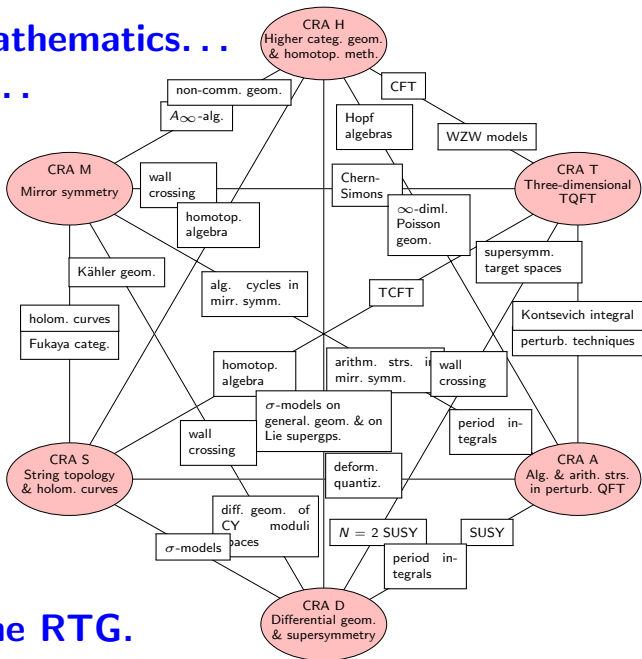 athematics. . .
. .
CRA H
Higher categ. geom.
& homotop. meth.
non-comm. geom.
A∞-alg.
CFT
WZW models
Hopf
algebras
CRA M
Mirror symmetry
wall
crossing
homotop.
algebra
Chern-
Simons
∞-diml.
Poisson
geom.
CRA T
Three-dimensional
TQFT
supersymm.
target spaces
Kähler geom.
alg. cycles in
mirr. symm.
TCFT
holom. curves
Fukaya categ.
Kontsevich integral
perturb. techniques
homotop.
algebra
arithm. strs. i
mirr. symm.
wall
crossing
σ-models on
general. geom. & on
Lie supergps.
period in-
tegrals
wall
crossing
CRA S
String topology
& holom. curves
deform.
quantiz.
CRA A
Alg. & arith. strs.
in perturb. QFT
diff. geom. of
CY moduli
paces
σ-models
N = 2 SUSY
SUSY
period in-
tegrals
CRA D
Differential geom.
& supersymmetry
ne RTG.